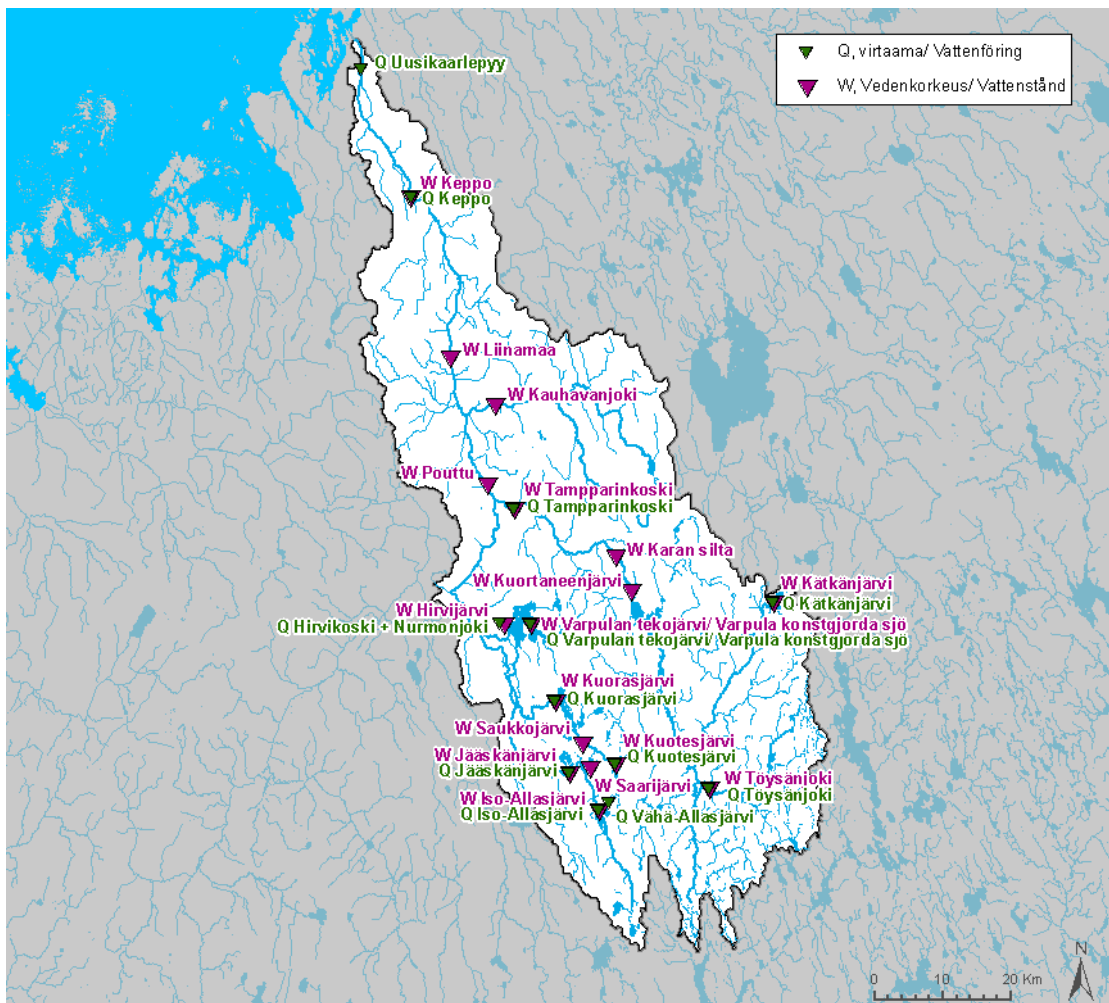 Q, virtaama/ Vattenföring
W, Vedenkorkeus/ Vattenstånd
Q Uusikaarlepyy
W Keppo
Q Keppo
W Liinamaa
W Kauhavanjoki
W Pouttu
W Tampparinkoski
Q Tampparinkoski
W Karan silta
W Kuortaneenjärvi
W Kätkänjärvi
Q Kätkänjärvi
W Hirvijärvi
Q Hirvikoski + Nurmonjoki
W Varpulan tekojärvi/ Varpula konstgjorda sjö
Q Varpulan tekojärvi/ Varpula konstgjorda sjö
W Kuorasjärvi
Q Kuorasjärvi
W Saukkojärvi
W Kuotesjärvi
Q Kuotesjärvi
W Jääskänjärvi
Q Jääskänjärvi
W Saarijärvi
W Töysänjoki
Q Töysänjoki
W Iso-Allasjärvi
Q Iso-Allasjärvi
Q Vähä-Allasjärvi
N
0 10 20 Km